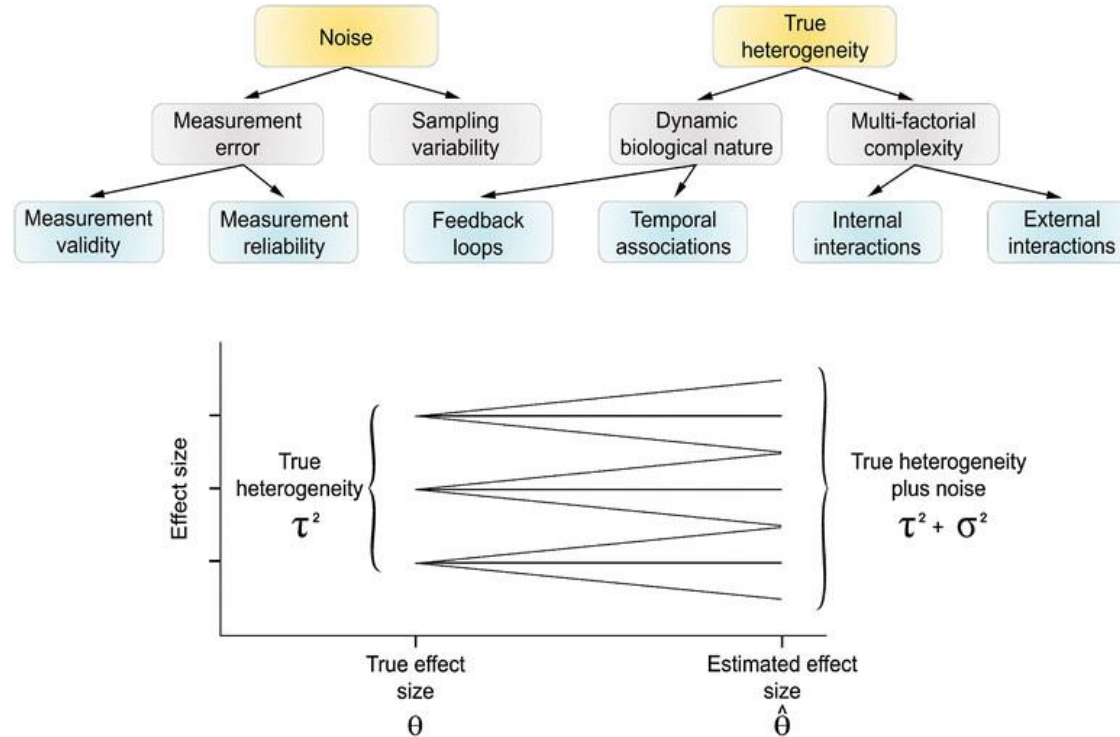 Noise
True
heterogeneity
Measurement
error
Sampling
variability
Dynamic
biological nature
Multi-factorial
complexity
Measurement
validity
Measurement
reliability
Feedback
loops
Temporal
associations
Internal
interactions
External
interactions
Effect size
True
heterogeneity
τ²
True heterogeneity
plus noise
τ² + σ²
True effect
size
θ
Estimated effect
size
θ̂